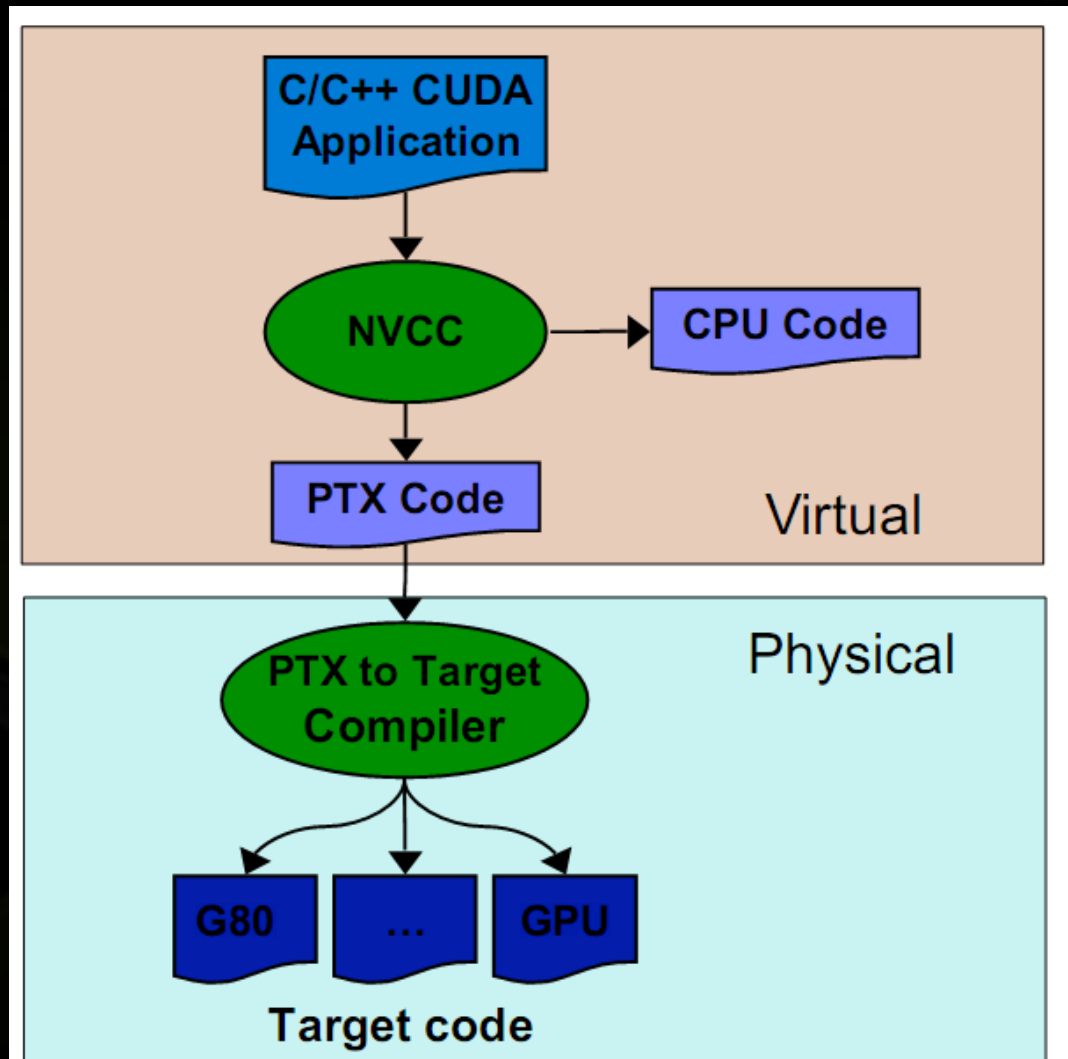 C/C++ CUDA
Application
NVCC
CPU Code
PTX Code
Virtual
Physical
PTX to Target
Compiler
G80
...
GPU
Target code